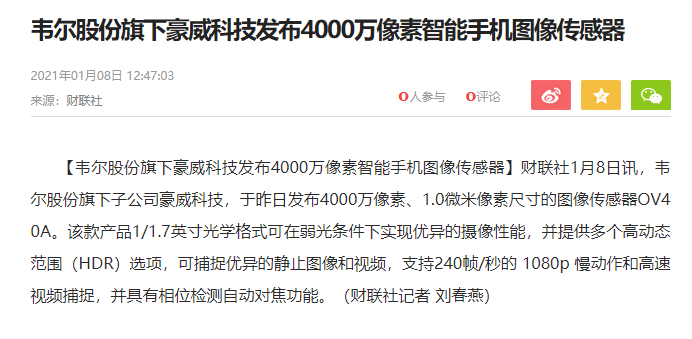 韦尔股份旗下豪威科技发布4000万像素智能手机图像传感器
2021年01月08日 12:47:03
来源：财联社
0人参与 0评论
【韦尔股份旗下豪威科技发布4000万像素智能手机图像传感器】财联社1月8日讯，韦
尔股份旗下子公司豪威科技，于昨日发布4000万像素、1.0微米像素尺寸的图像传感器OV4
0A。该款产品1/1.7英寸光学格式可在弱光条件下实现优异的摄像性能，并提供多个高动态
范围（HDR）选项，可捕捉优异的静止图像和视频，支持240帧/秒的 1080p 慢动作和高速
视频捕捉，并具有相位检测自动对焦功能。（财联社记者 刘春燕）